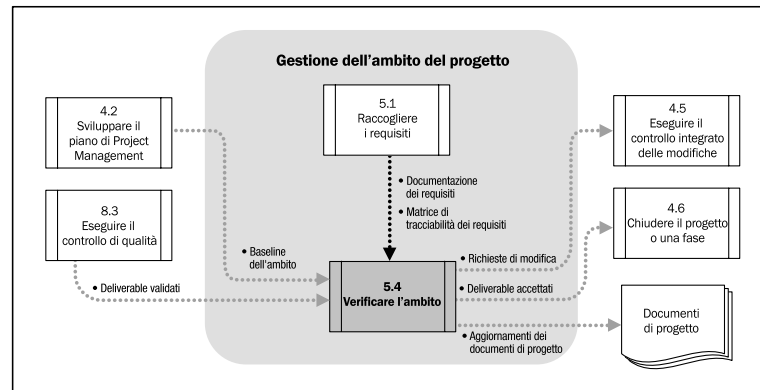 Gestione dell'ambito del progetto
4.2
Sviluppare il
piano di Project
Management
5.1
Raccogliere
i requisiti
4.5
Eseguire il
controllo integrato
delle modifiche
8.3
Eseguire il
controllo di qualità
• Documentazione
dei requisiti
• Matrice di
tracciabilità dei requisiti
4.6
Chiudere il progetto
o una fase
• Baseline
dell'ambito
• Deliverable validati
5.4
Verificare l'ambito
• Richieste di modifica
• Deliverable accettati
• Aggiornamenti dei
documenti di progetto
Documenti
di progetto